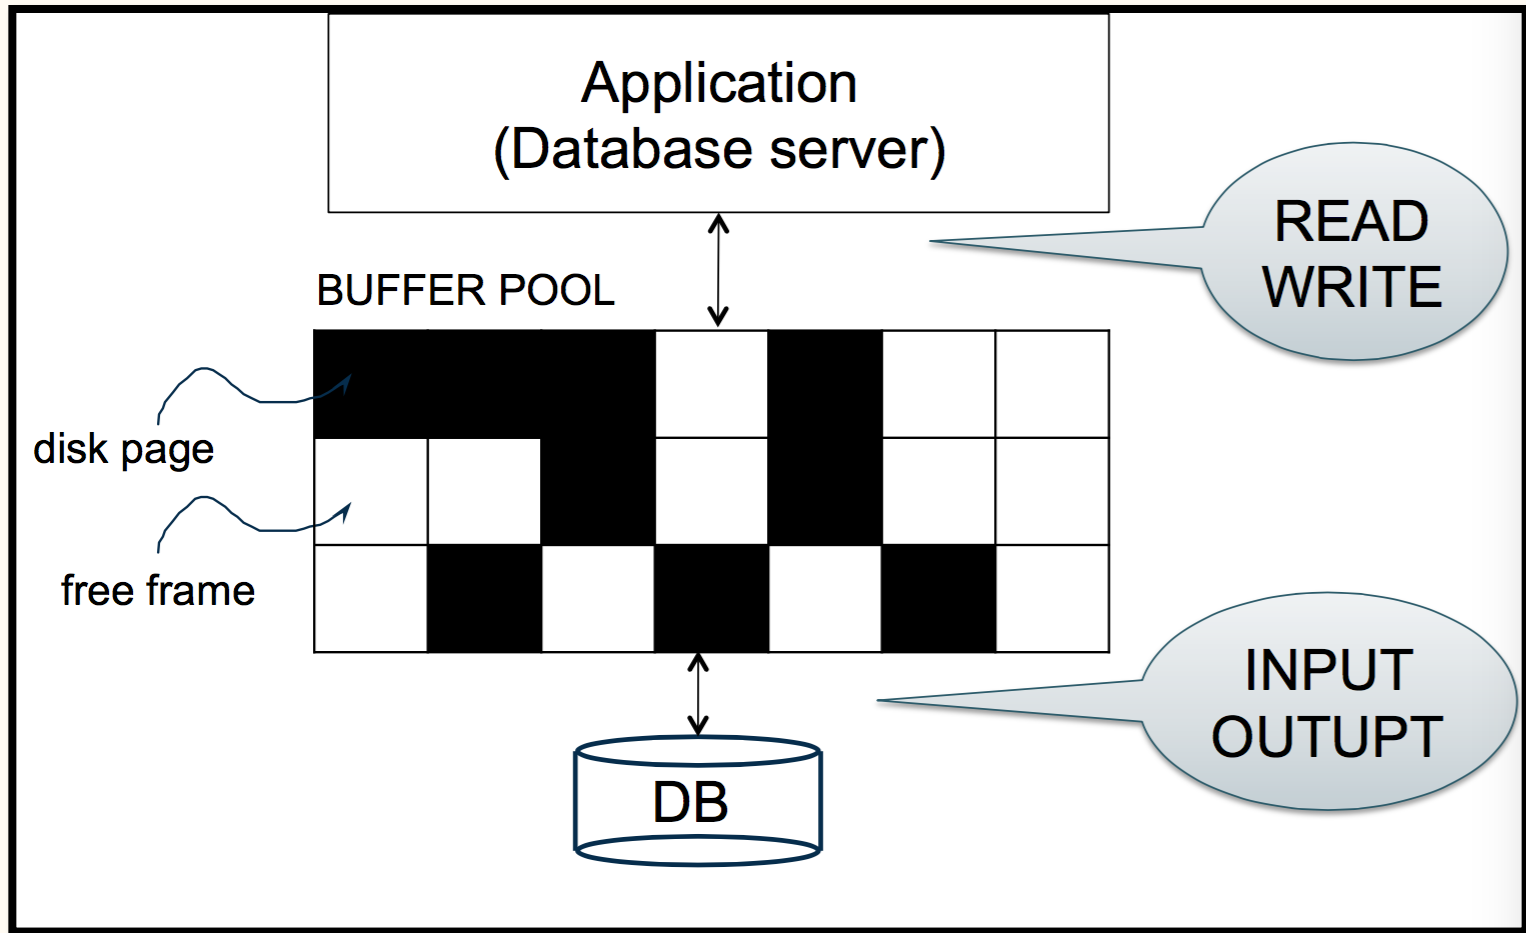 Application
(Database server)
READ
WRITE
BUFFER POOL
disk page
free frame
INPUT
OUTUPT
DB